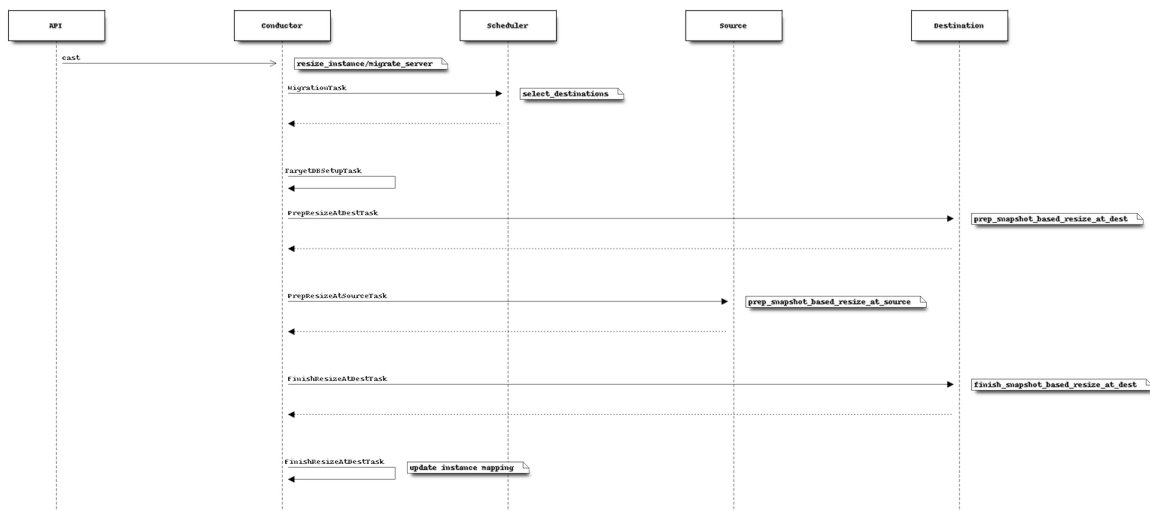 API
Conductor
Scheduler
Source
Destination
cast
resize_instance/migrate_server
MigrationTask
select_destinations
TargetDBSetupTask
PrepResizeAtDestTask
prep_snapshot_based_resize_at_dest
PrepResizeAtSourceTask
prep_snapshot_based_resize_at_source
FinishResizeAtDestTask
finish_snapshot_based_resize_at_dest
FinishResizeAtDestTask
update instance mapping